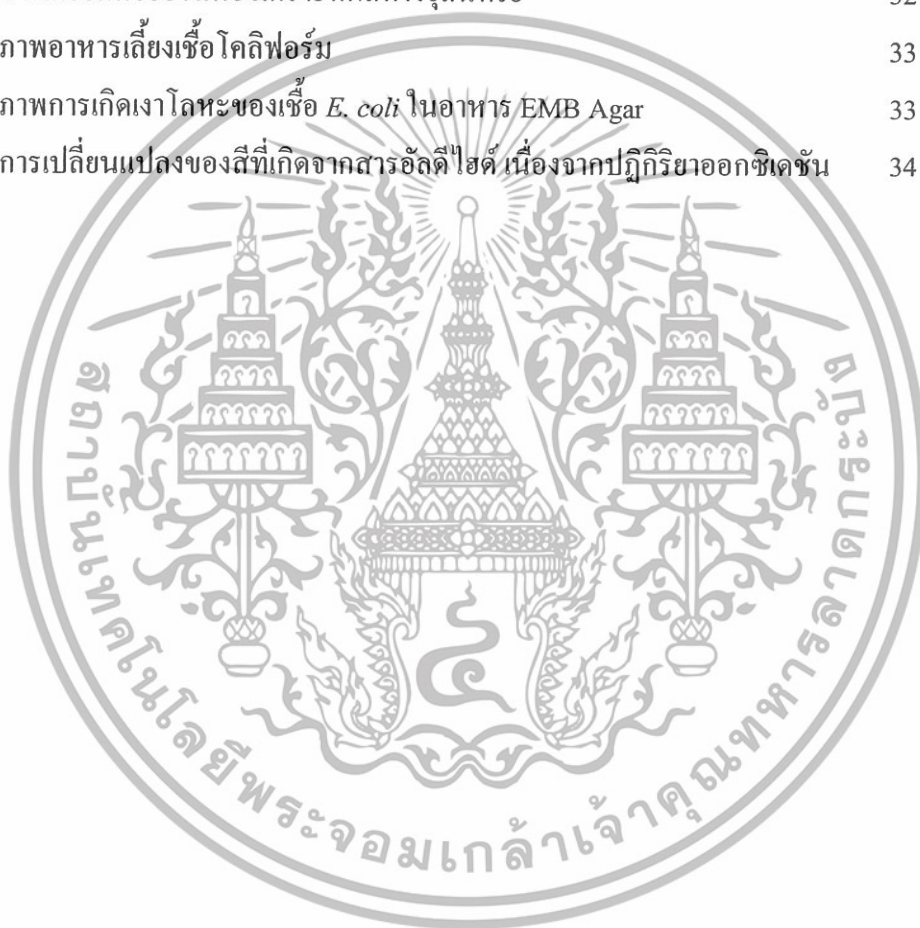 ภาพอาหารเลี้ยงเชื้อโคลิฟอร์ม 33
ภาพการเกิดเงาโลหะของเชื้อ E. coli ในอาหาร EMB Agar 33
การเปลี่ยนแปลงของสีที่เกิดจากสารอัลดีไฮด์ เนื่องจากปฏิกิริยาออกซิเดชัน 34
สถาบันเทคโนโลยีพระจอมเกล้าเจ้าคุณทหารลาดกระบัง
๔